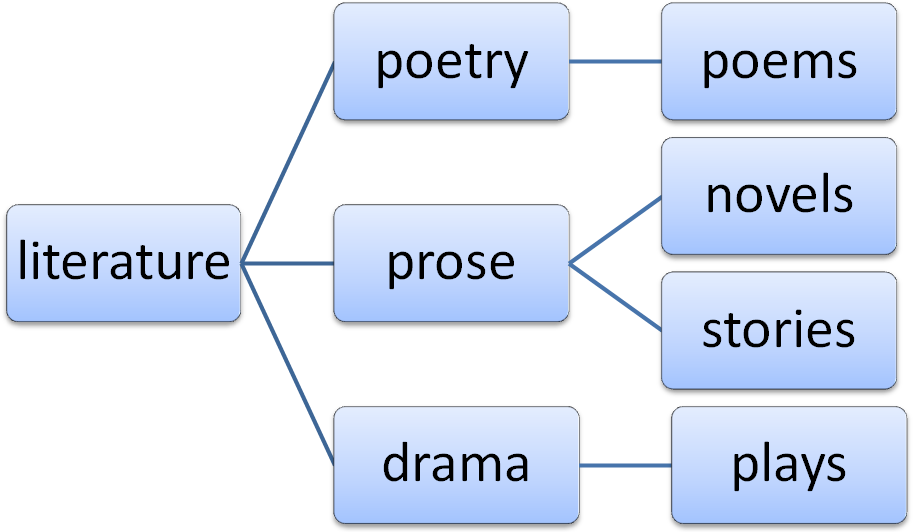 poetry
poems
novels
literature
prose
stories
drama
plays